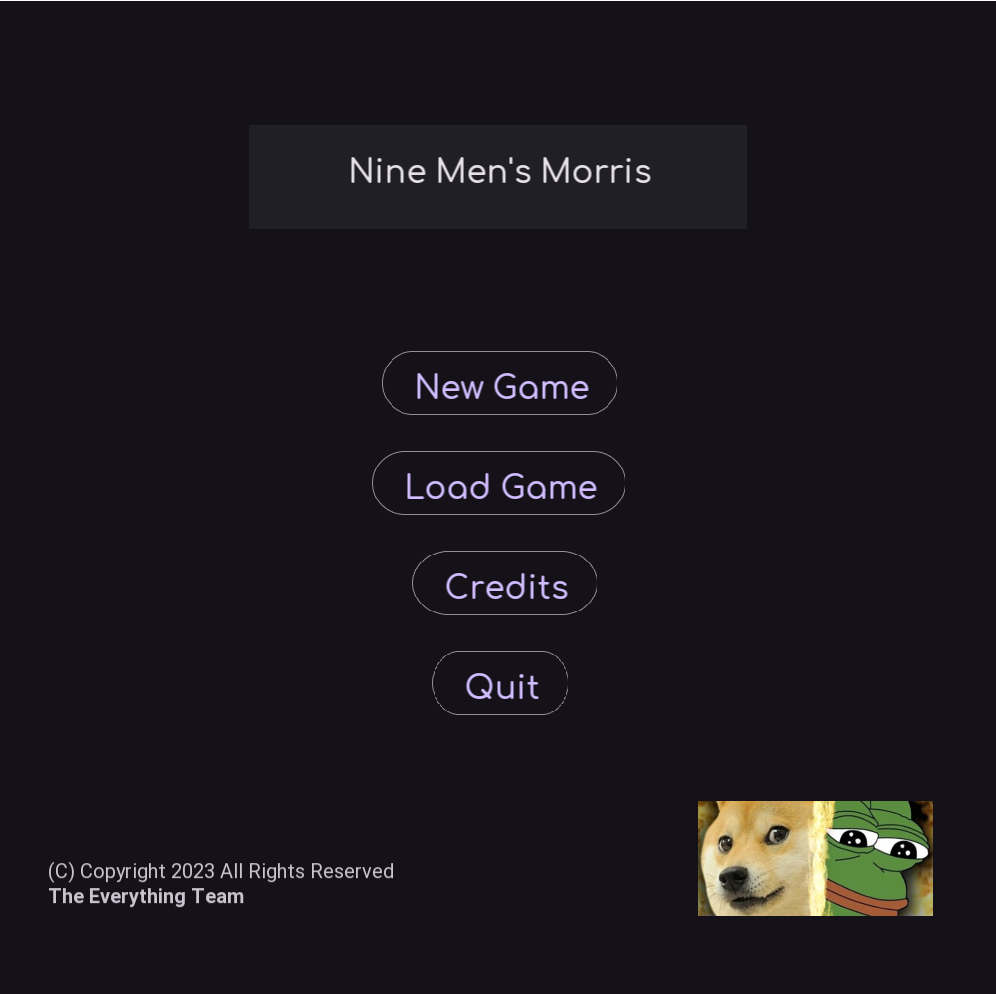 Nine Men's Morris
New Game
Load Game
Credits
Quit
(C) Copyright 2023 All Rights Reserved
The Everything Team